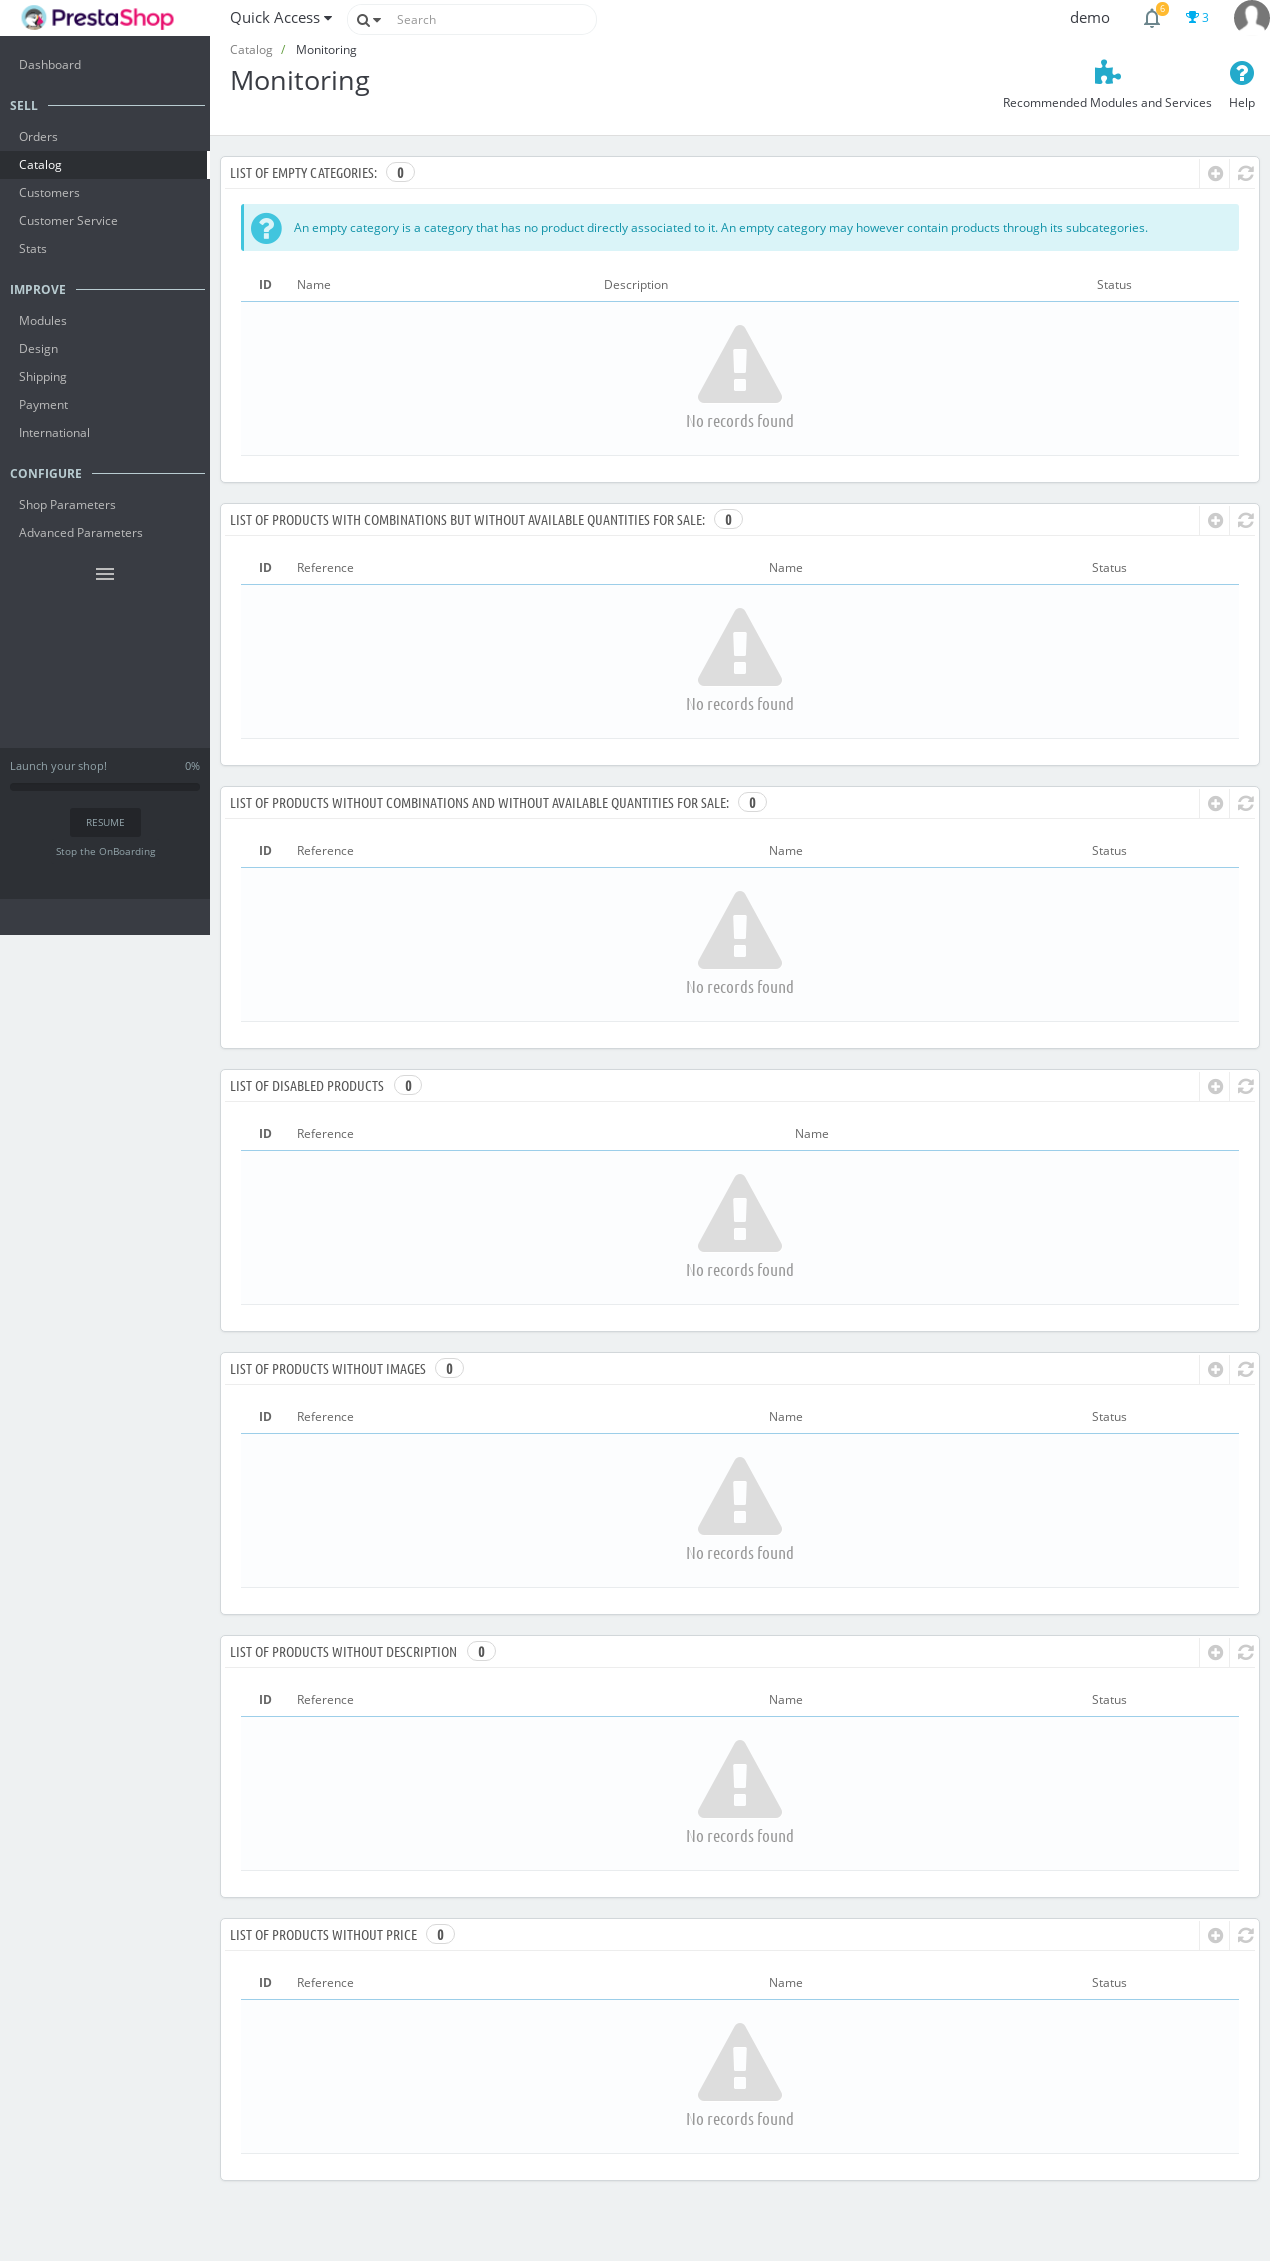 PrestaShop
Quick Access
Search
demo
6
3
Catalog / Monitoring
Monitoring
Recommended Modules and Services
Help
Dashboard
SELL
Orders
Catalog
Customers
Customer Service
Stats
IMPROVE
Modules
Design
Shipping
Payment
International
CONFIGURE
Shop Parameters
Advanced Parameters
Launch your shop! 0%
RESUME
Stop the OnBoarding
LIST OF EMPTY CATEGORIES: 0
An empty category is a category that has no product directly associated to it. An empty category may however contain products through its subcategories.
ID Name Description Status
No records found
LIST OF PRODUCTS WITH COMBINATIONS BUT WITHOUT AVAILABLE QUANTITIES FOR SALE: 0
ID Reference Name Status
No records found
LIST OF PRODUCTS WITHOUT COMBINATIONS AND WITHOUT AVAILABLE QUANTITIES FOR SALE: 0
ID Reference Name Status
No records found
LIST OF DISABLED PRODUCTS 0
ID Reference Name
No records found
LIST OF PRODUCTS WITHOUT IMAGES 0
ID Reference Name Status
No records found
LIST OF PRODUCTS WITHOUT DESCRIPTION 0
ID Reference Name Status
No records found
LIST OF PRODUCTS WITHOUT PRICE 0
ID Reference Name Status
No records found